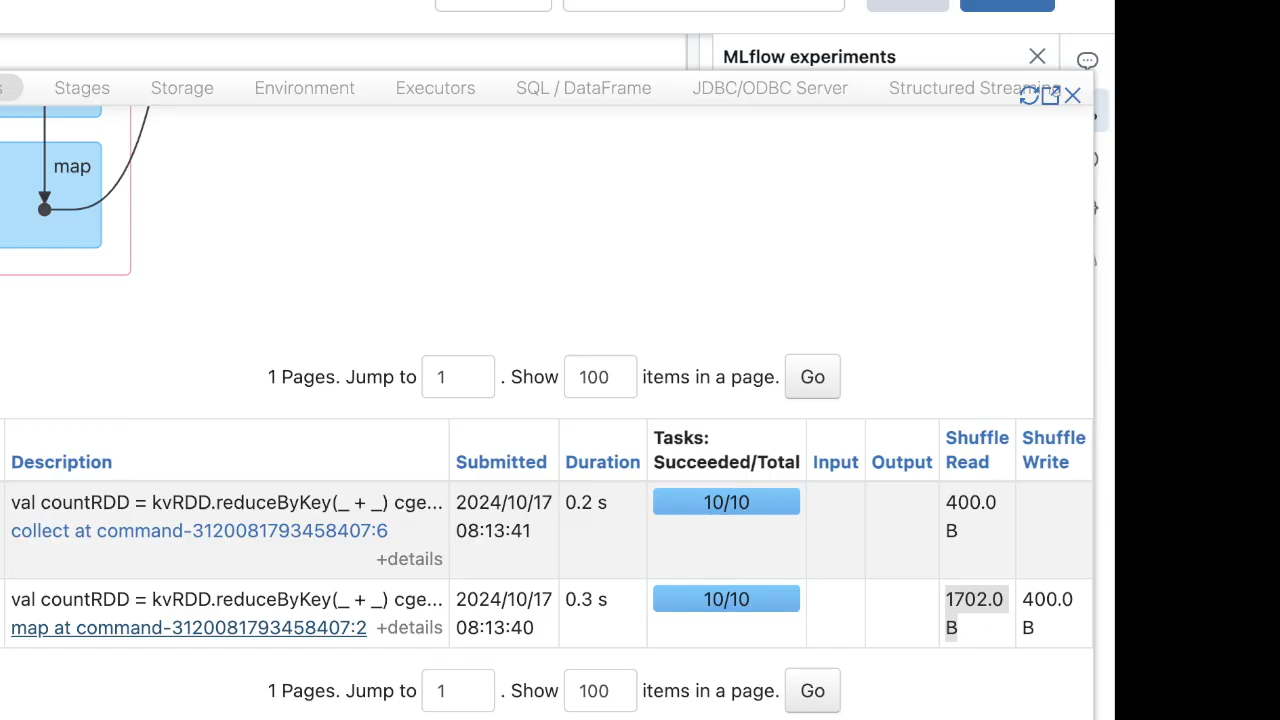 MLflow experiments
s Stages Storage Environment Executors SQL / DataFrame JDBC/ODBC Server Structured Streaming
map
1 Pages. Jump to 1 . Show 100 items in a page. Go
Description Submitted Duration Tasks: Succeeded/Total Input Output Shuffle Read Shuffle Write
val countRDD = kvRDD.reduceByKey(_ + _) cge... 2024/10/17 0.2 s 10/10 400.0
collect at command-3120081793458407:6 08:13:41 B
+details
val countRDD = kvRDD.reduceByKey(_ + _) cge... 2024/10/17 0.3 s 10/10 1702.0 400.0
map at command-3120081793458407:2 +details 08:13:40 B B
1 Pages. Jump to 1 . Show 100 items in a page. Go